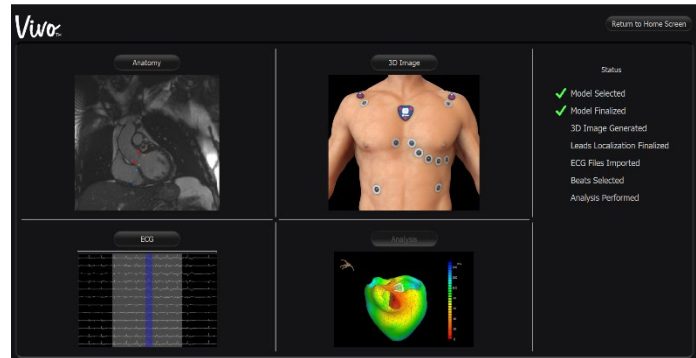 Vivo™
Return to Home Screen
Anatomy
3D Image
Status
Model Selected
Model Finalized
3D Image Generated
Leads Localization Finalized
ECG Files Imported
Beats Selected
Analysis Performed
ECG
Analysis